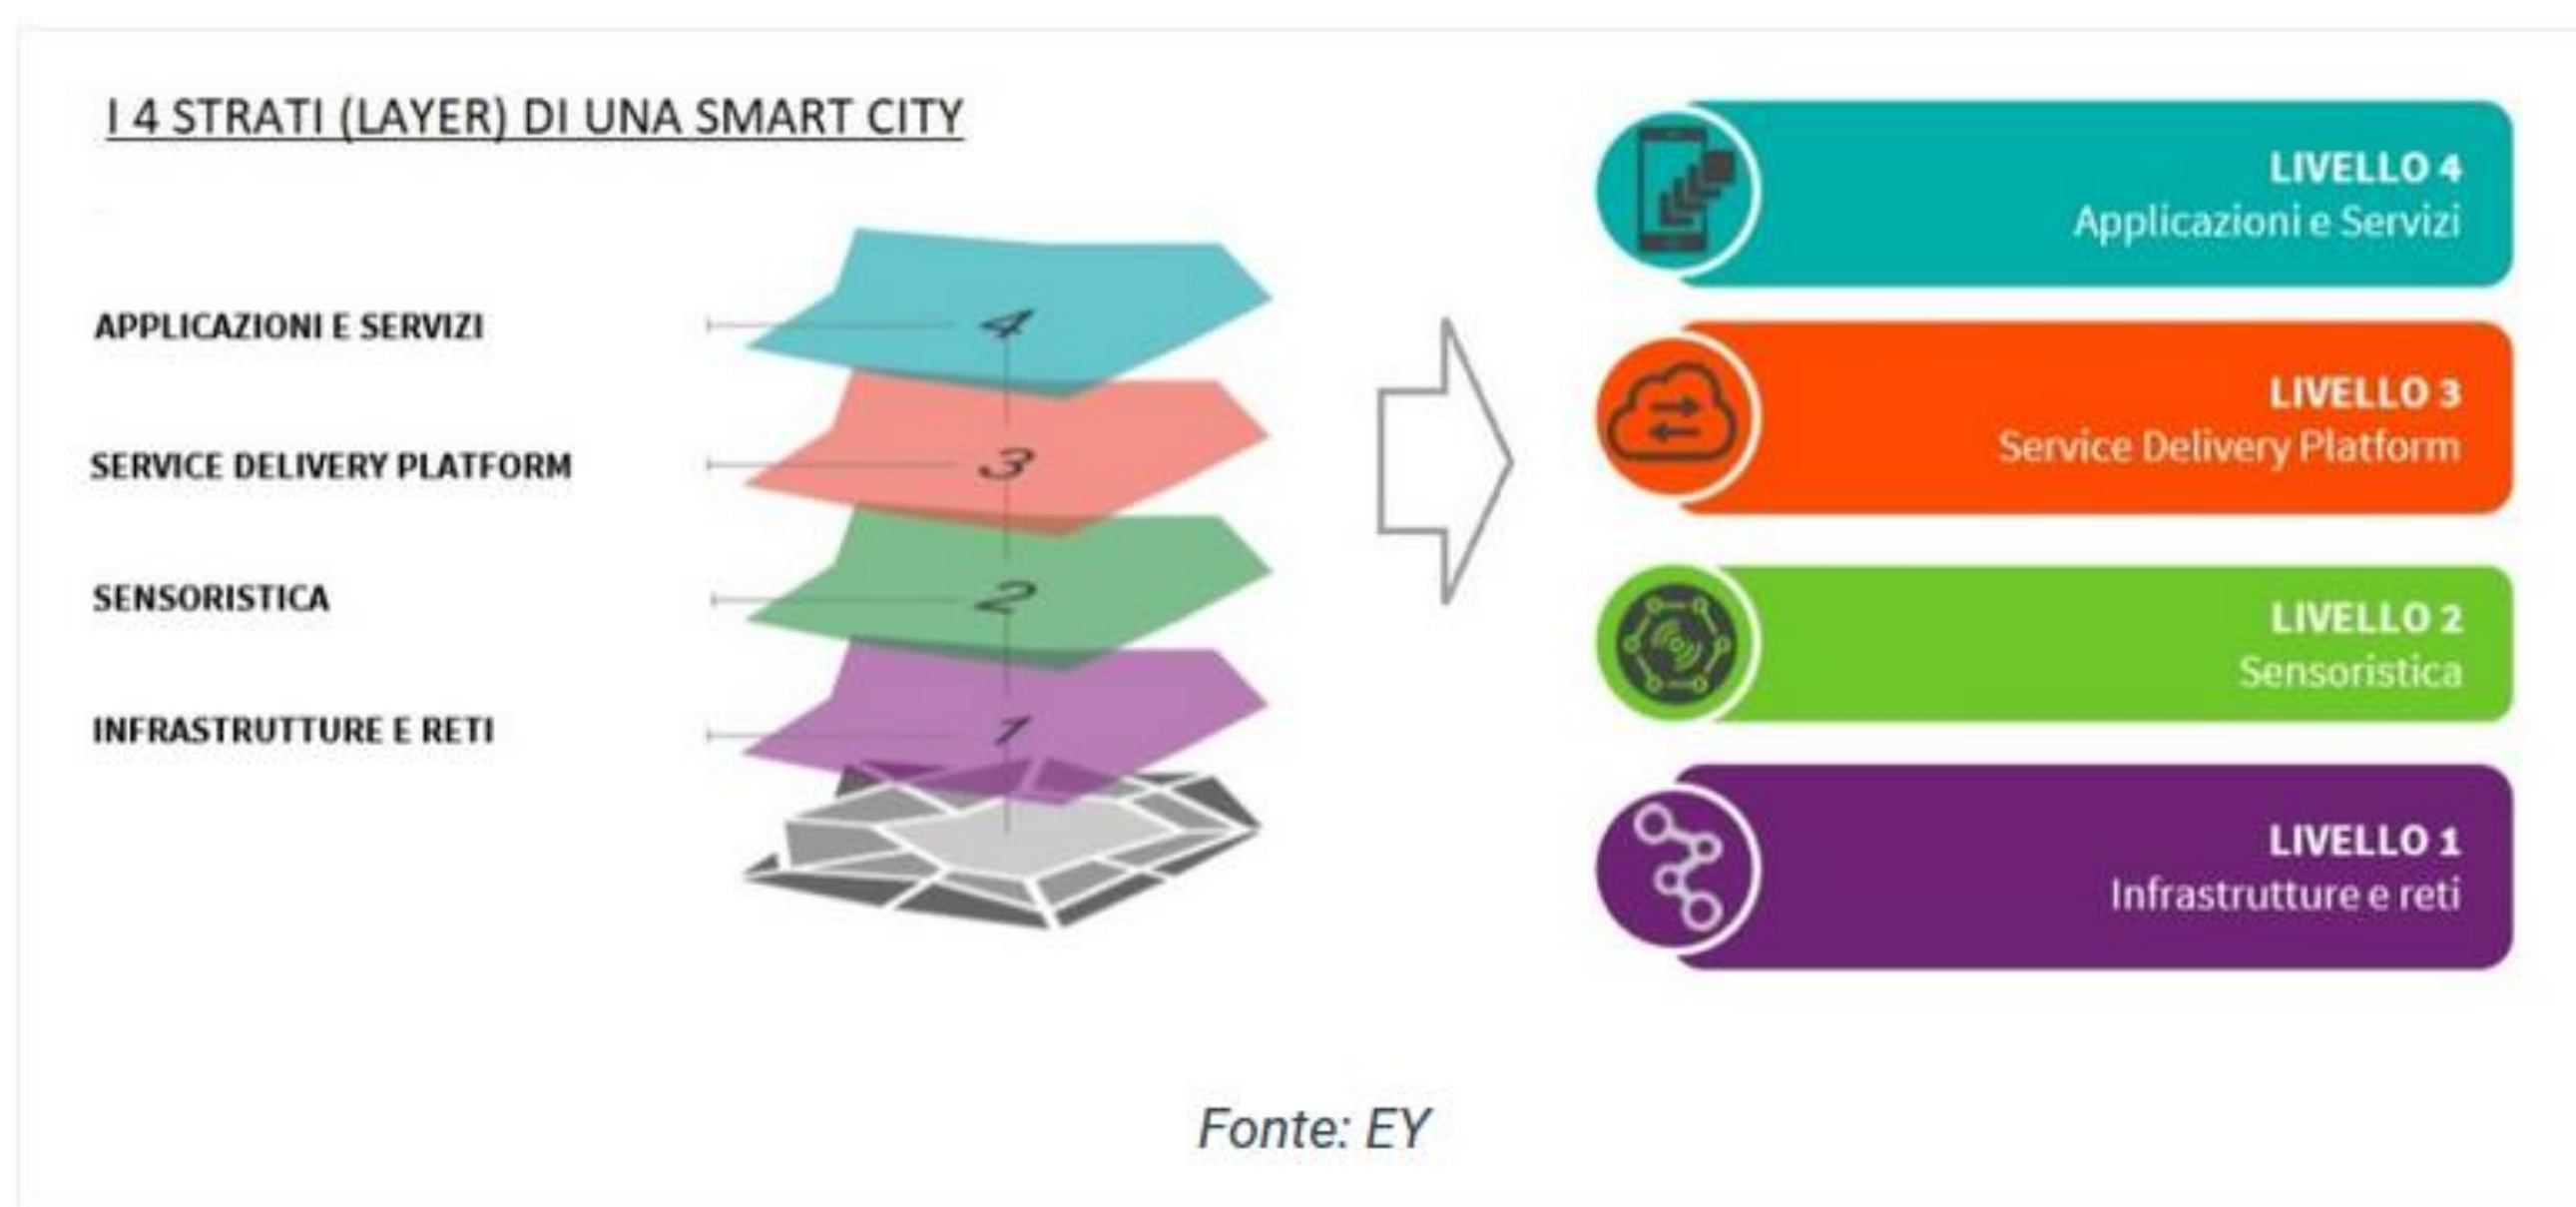 I 4 STRATI (LAYER) DI UNA SMART CITY
APPLICAZIONI E SERVIZI
SERVICE DELIVERY PLATFORM
SENSORISTICA
INFRASTRUTTURE E RETI
4
3
2
1
LIVELLO 4
Applicazioni e Servizi
LIVELLO 3
Service Delivery Platform
LIVELLO 2
Sensoristica
LIVELLO 1
Infrastrutture e reti
Fonte: EY